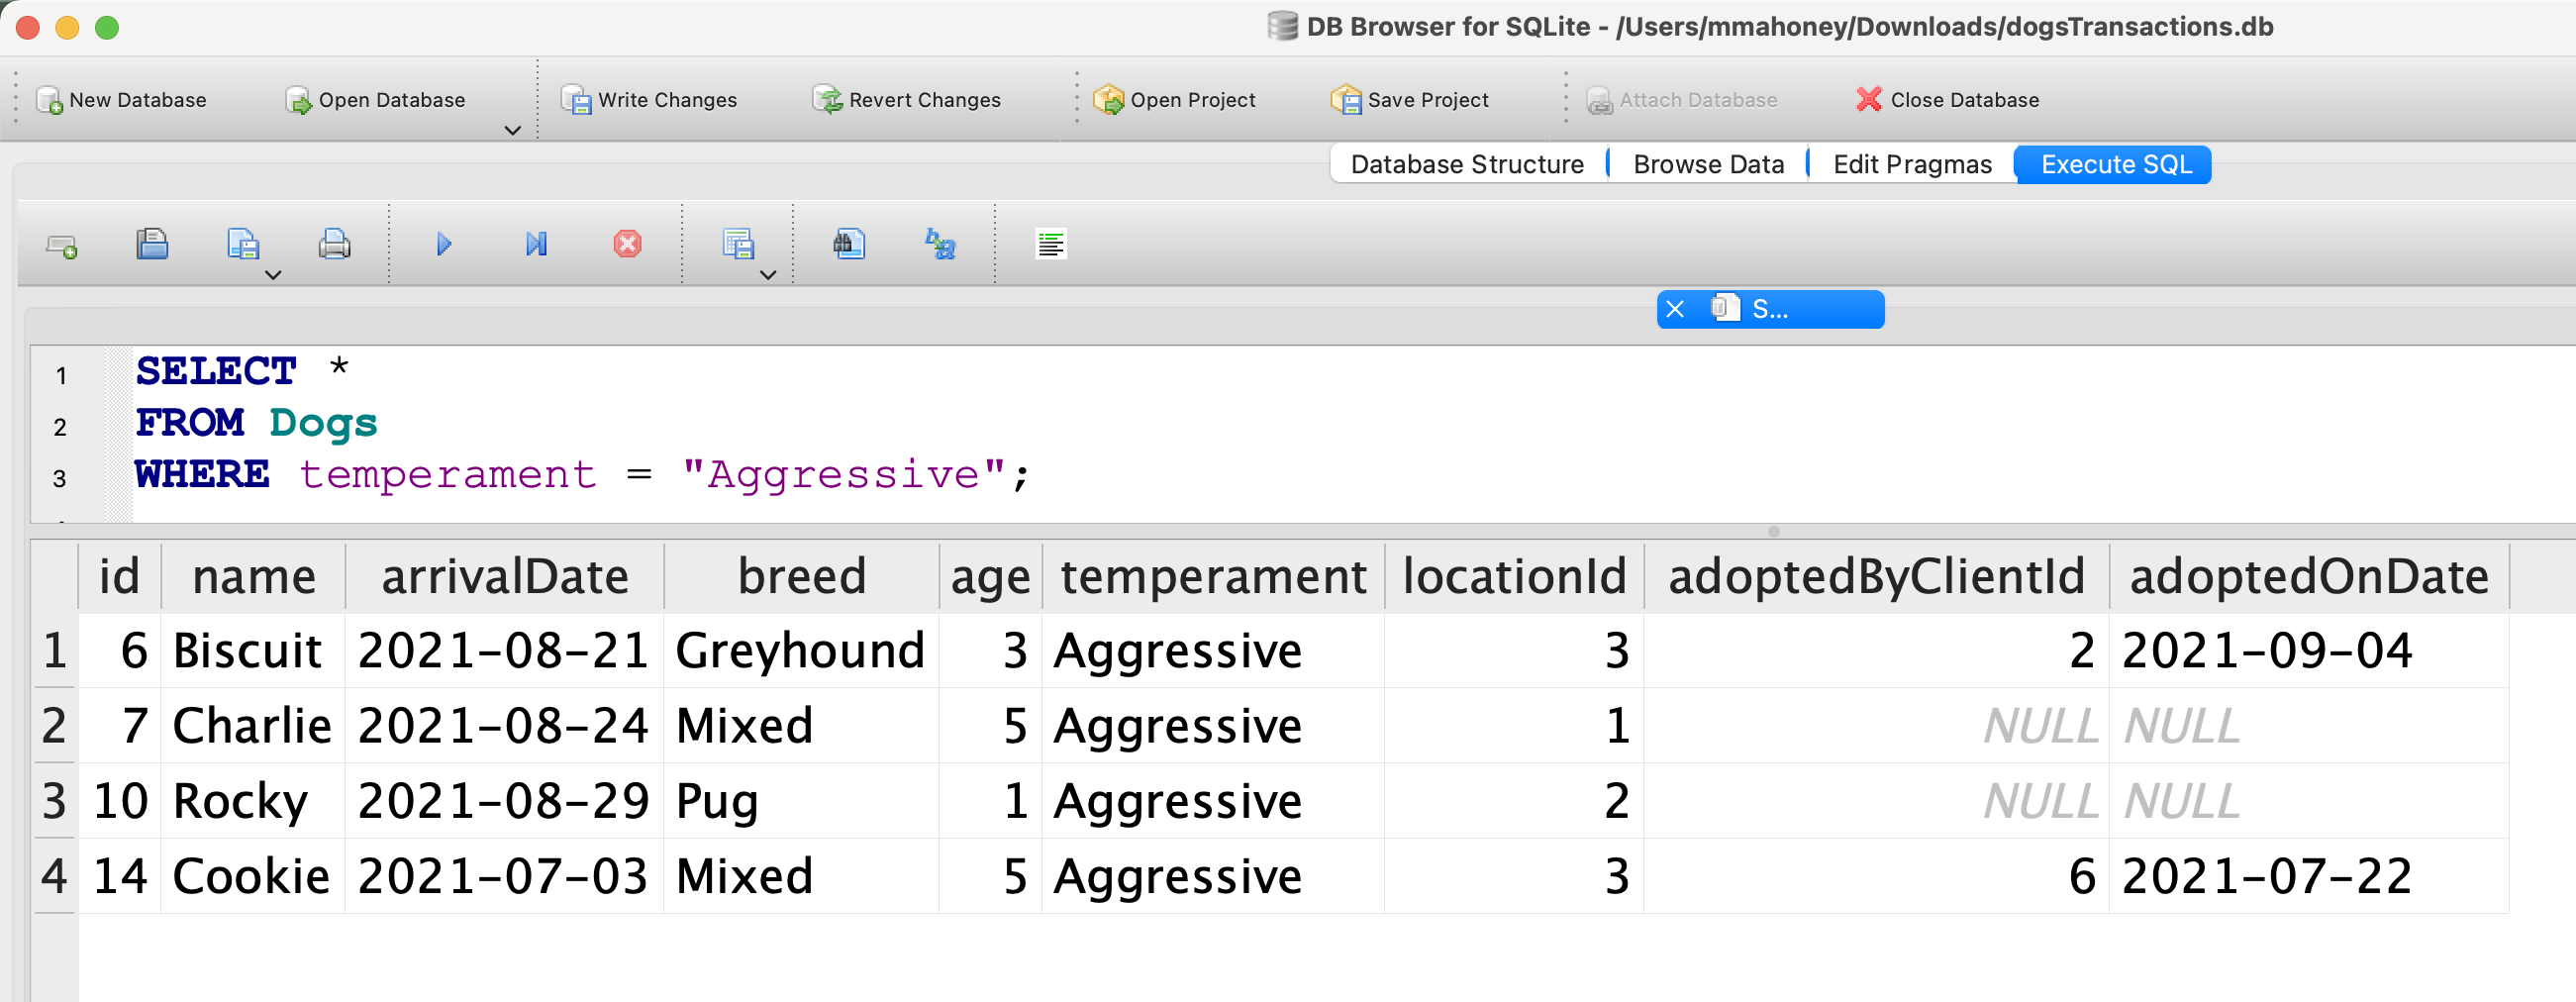 DB Browser for SQLite - /Users/mmahoney/Downloads/dogsTransactions.db
New Database Open Database Write Changes Revert Changes Open Project Save Project Attach Database Close Database
Database Structure Browse Data Edit Pragmas Execute SQL
S...
1 SELECT *
2 FROM Dogs
3 WHERE temperament = "Aggressive";
id name arrivalDate breed age temperament locationId adoptedByClientId adoptedOnDate
1 6 Biscuit 2021-08-21 Greyhound 3 Aggressive 3 2 2021-09-04
2 7 Charlie 2021-08-24 Mixed 5 Aggressive 1 NULL NULL
3 10 Rocky 2021-08-29 Pug 1 Aggressive 2 NULL NULL
4 14 Cookie 2021-07-03 Mixed 5 Aggressive 3 6 2021-07-22